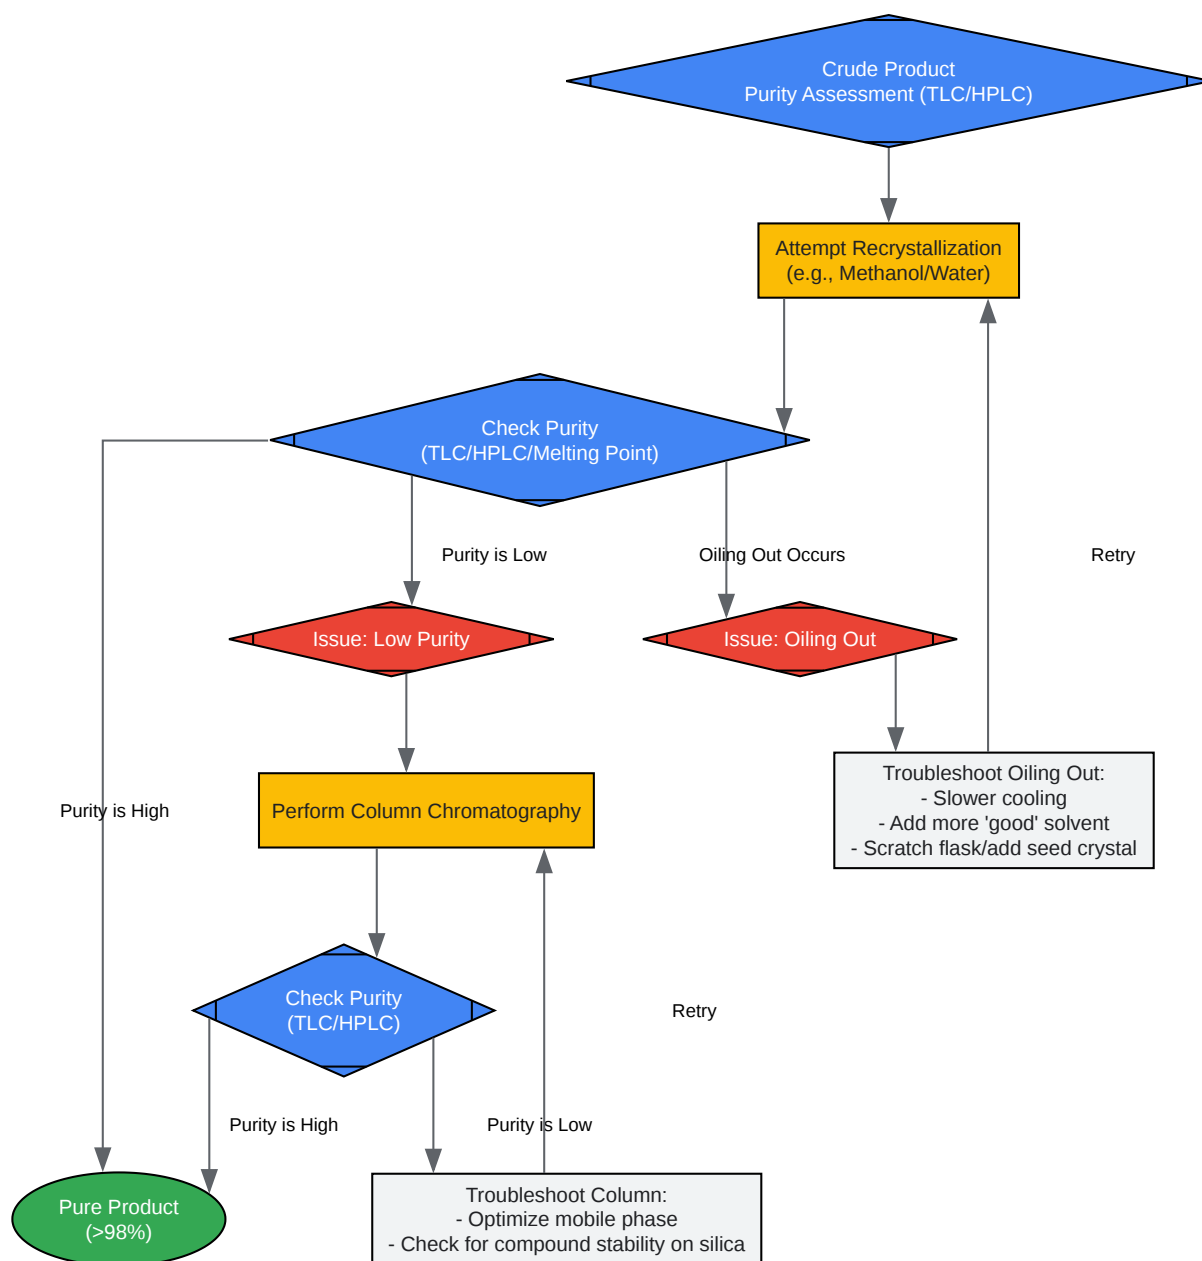 Crude Product
Purity Assessment (TLC/HPLC)
Attempt Recrystallization
(e.g., Methanol/Water)
Check Purity
(TLC/HPLC/Melting Point)
Purity is Low
Oiling Out Occurs
Retry
Issue: Low Purity
Issue: Oiling Out
Troubleshoot Oiling Out:
- Slower cooling
- Add more 'good' solvent
- Scratch flask/add seed crystal
Purity is High
Perform Column Chromatography
Check Purity
(TLC/HPLC)
Retry
Purity is High
Purity is Low
Pure Product
(>98%)
Troubleshoot Column:
- Optimize mobile phase
- Check for compound stability on silica